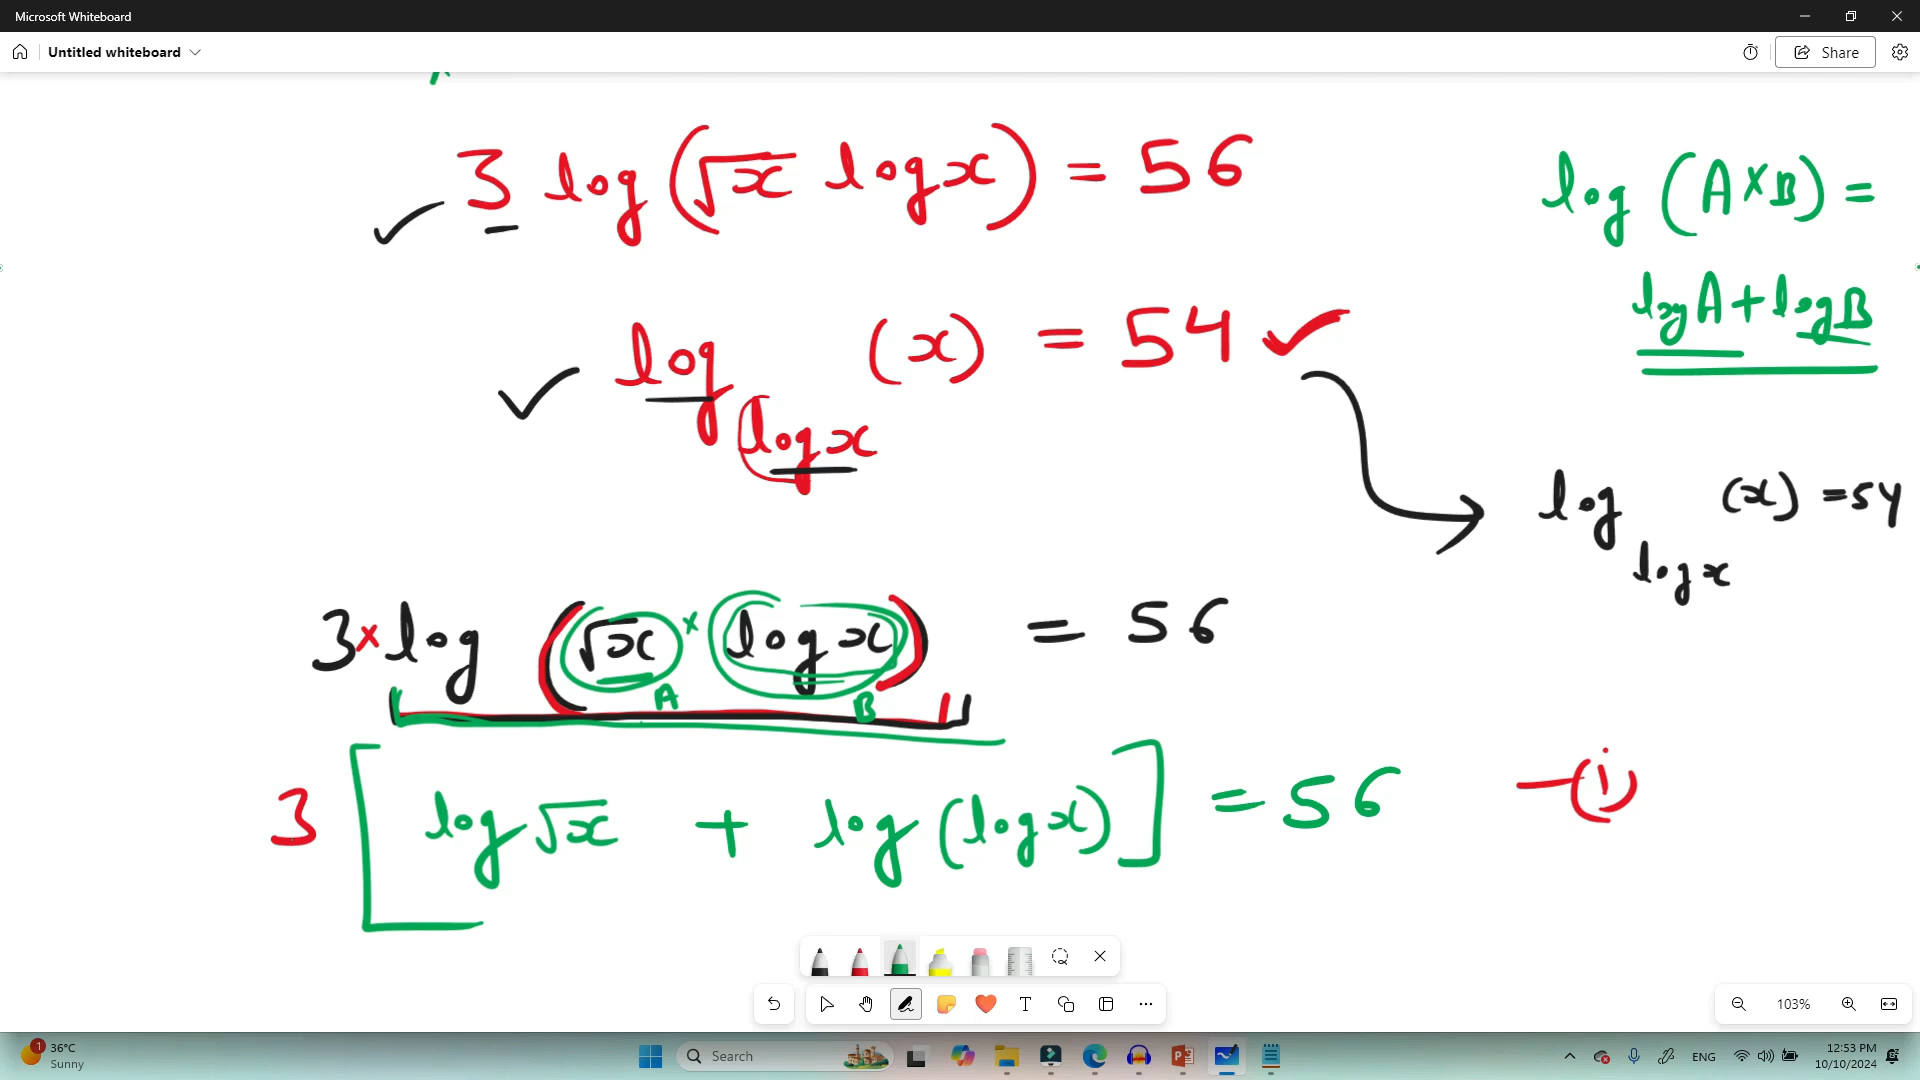 Microsoft Whiteboard
Untitled whiteboard
Share
3 log (√x log x) = 56
log (A×B) =
log A + log B
log_{log x} (x) = 54
log_{log x} (x) = 54
3 × log (√x × log x) = 56
A B
3 [log √x + log (log x)] = 56 —(i)
T
103%
1
36°C
Sunny
Search
ENG
12:53 PM
10/10/2024